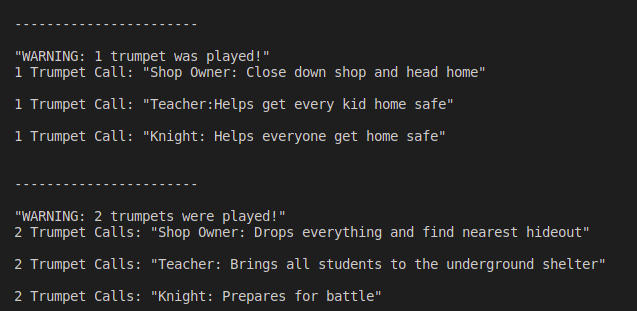 -----------------------
"WARNING: 1 trumpet was played!"
1 Trumpet Call: "Shop Owner: Close down shop and head home"
1 Trumpet Call: "Teacher:Helps get every kid home safe"
1 Trumpet Call: "Knight: Helps everyone get home safe"
-----------------------
"WARNING: 2 trumpets were played!"
2 Trumpet Calls: "Shop Owner: Drops everything and find nearest hideout"
2 Trumpet Calls: "Teacher: Brings all students to the underground shelter"
2 Trumpet Calls: "Knight: Prepares for battle"